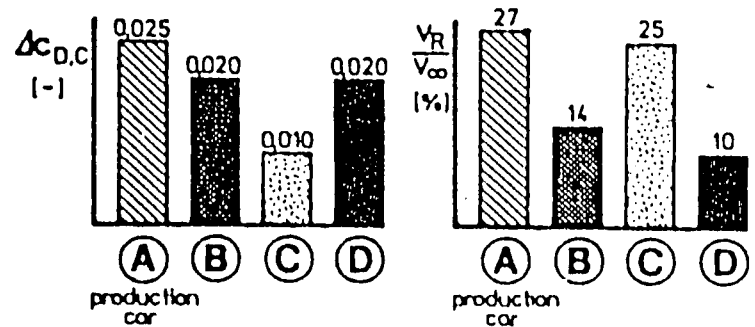 ΔC_D,C
[-]
0,025
0,020
0,010
0,020
A
B
C
D
production
car
V_R
V_∞
[%]
27
14
25
10
A
B
C
D
production
car